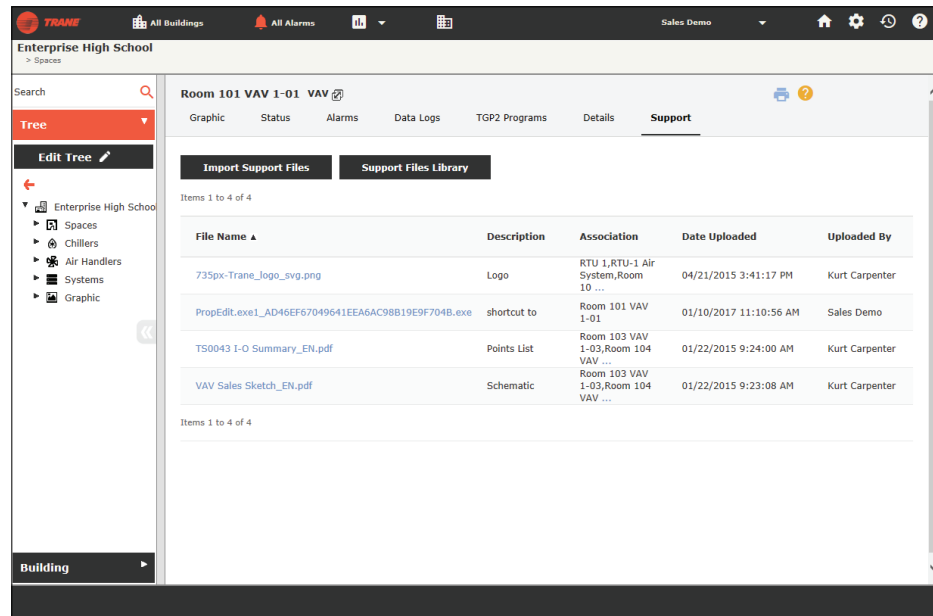 TRANE All Buildings All Alarms Sales Demo
Enterprise High School
> Spaces
Search
Tree
Edit Tree
Enterprise High Schoo
Spaces
Chillers
Air Handlers
Systems
Graphic
Building
Room 101 VAV 1-01 VAV
Graphic Status Alarms Data Logs TGP2 Programs Details Support
Import Support Files Support Files Library
Items 1 to 4 of 4
File Name ▲ Description Association Date Uploaded Uploaded By
735px-Trane_logo_svg.png Logo RTU 1,RTU-1 Air System,Room 10 ... 04/21/2015 3:41:17 PM Kurt Carpenter
PropEdit.exe1_AD46EF67049641EEA6AC98B19E9F704B.exe shortcut to Room 101 VAV 1-01 01/10/2017 11:10:56 AM Sales Demo
TS0043 I-O Summary_EN.pdf Points List Room 103 VAV 1-03,Room 104 VAV ... 01/22/2015 9:24:00 AM Kurt Carpenter
VAV Sales Sketch_EN.pdf Schematic Room 103 VAV 1-03,Room 104 VAV ... 01/22/2015 9:23:08 AM Kurt Carpenter
Items 1 to 4 of 4